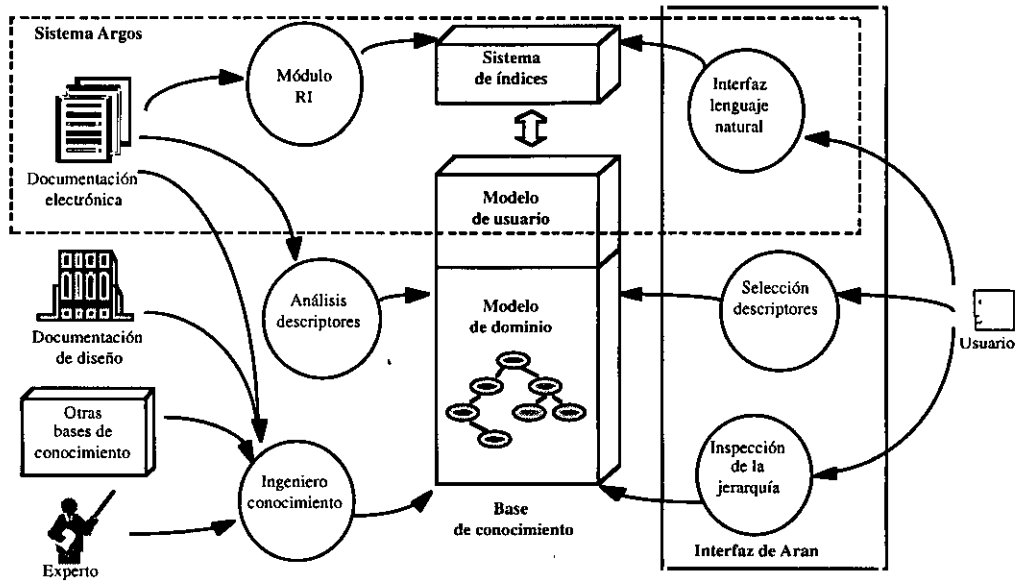 Sistema Argos
Módulo
RI
Sistema
de índices
Interfaz
lenguaje
natural
Documentación
electrónica
Modelo
de usuario
Análisis
descriptores
Modelo
de dominio
Selección
descriptores
Usuario
Documentación
de diseño
Otras
bases de
conocimiento
Ingeniero
conocimiento
Inspección
de la
jerarquía
Base
de conocimiento
Interfaz de Aran
Experto